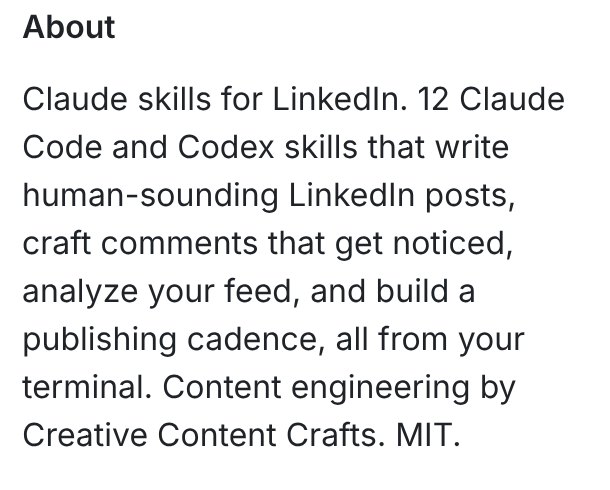 About
Claude skills for LinkedIn. 12 Claude
Code and Codex skills that write
human-sounding LinkedIn posts,
craft comments that get noticed,
analyze your feed, and build a
publishing cadence, all from your
terminal. Content engineering by
Creative Content Crafts. MIT.